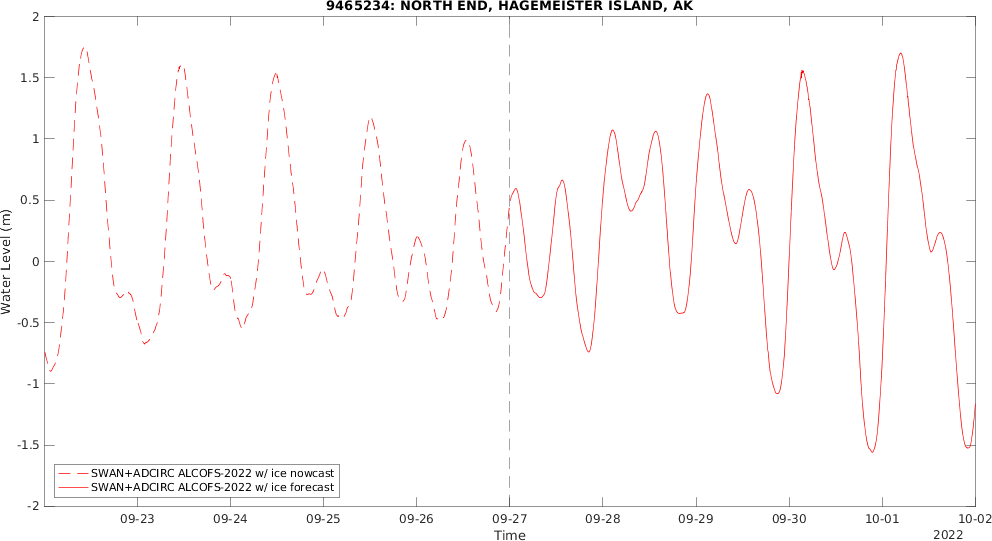 9465234: NORTH END, HAGEMEISTER ISLAND, AK
2
1.5
1
0.5
0
-0.5
-1
-1.5
-2
Water Level (m)
SWAN+ADCIRC ALCOFS-2022 w/ ice nowcast
SWAN+ADCIRC ALCOFS-2022 w/ ice forecast
09-23 09-24 09-25 09-26 09-27 09-28 09-29 09-30 10-01 10-02
Time
2022